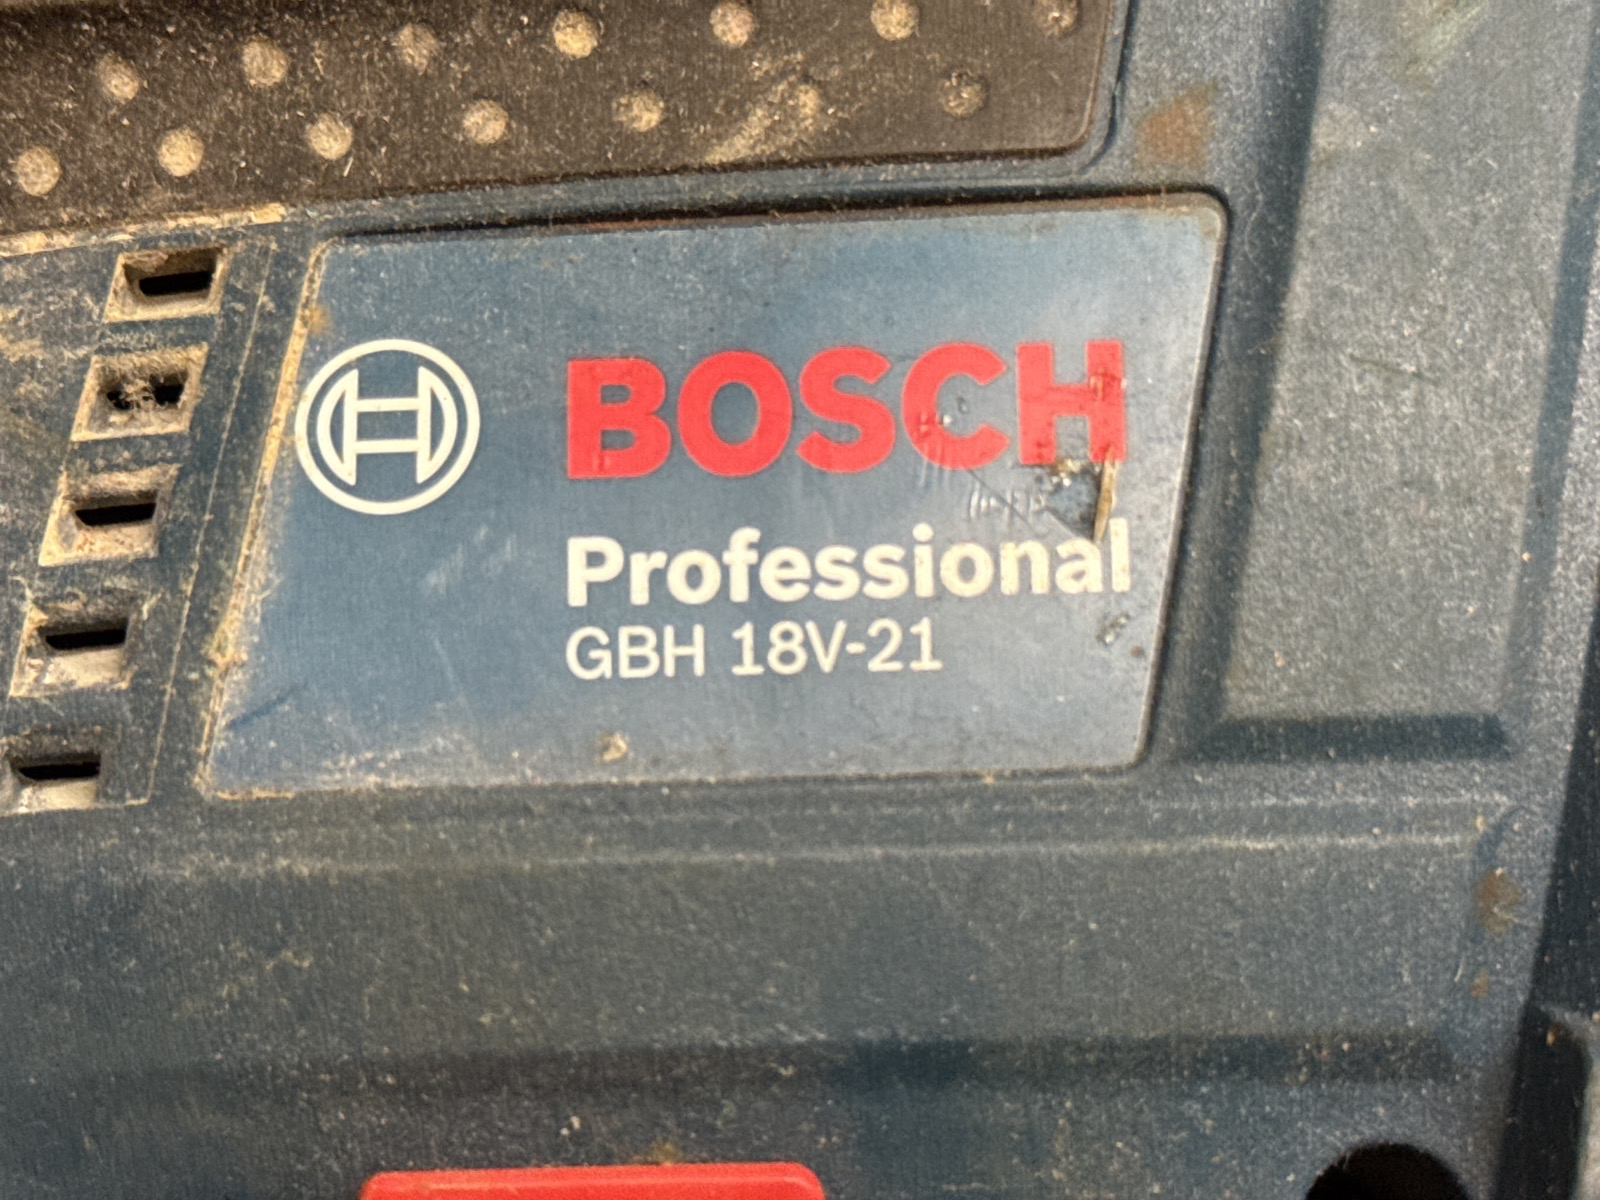 BOSCH
Professional
GBH 18V-21